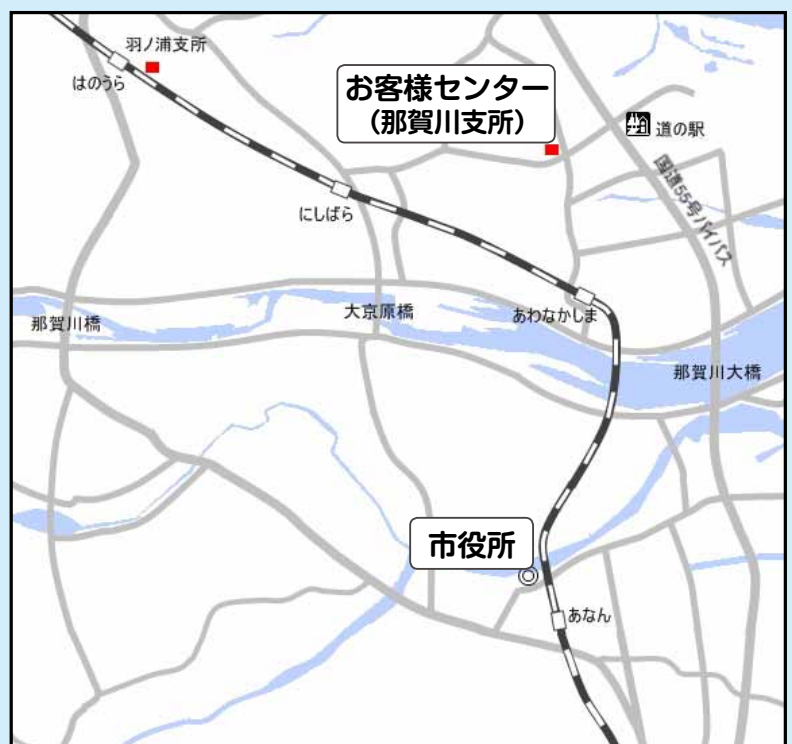 羽ノ浦支所
はのうら
お客様センター
（那賀川支所）
道の駅
国道55号バイパス
にしばら
あわなかしま
大京原橋
那賀川橋
那賀川大橋
市役所
あなん